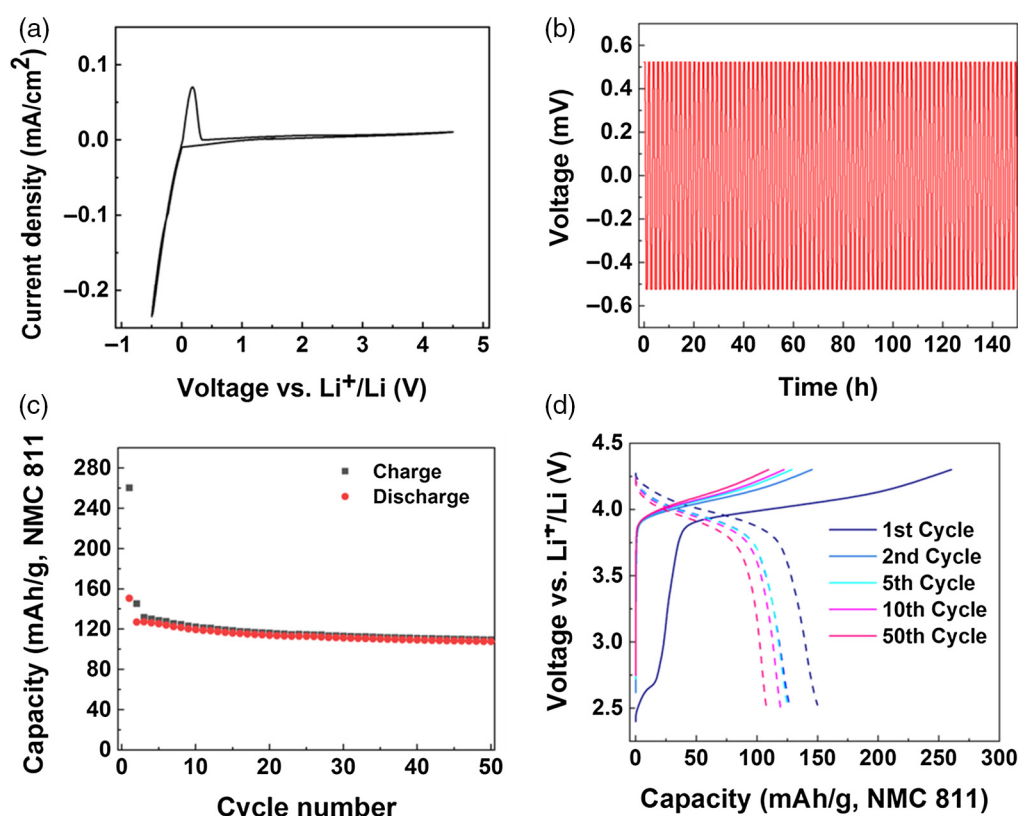 (a)
Current density (mA/cm²)
0.1
0.0
–0.1
–0.2
–1 0 1 2 3 4 5
Voltage vs. Li⁺/Li (V)
(b)
Voltage (mV)
0.6
0.4
0.2
0.0
–0.2
–0.4
–0.6
0 20 40 60 80 100 120 140
Time (h)
(c)
Capacity (mAh/g, NMC 811
280
240
200
160
120
80
40
0
Charge
Discharge
0 10 20 30 40 50
Cycle number
(d)
Voltage vs. Li⁺/Li (V)
4.5
4.0
3.75
3.0
2.5
1st Cycle
2nd Cycle
5th Cycle
10th Cycle
50th Cycle
0 50 100 150 200 250 300
Capacity (mAh/g, NMC 811)